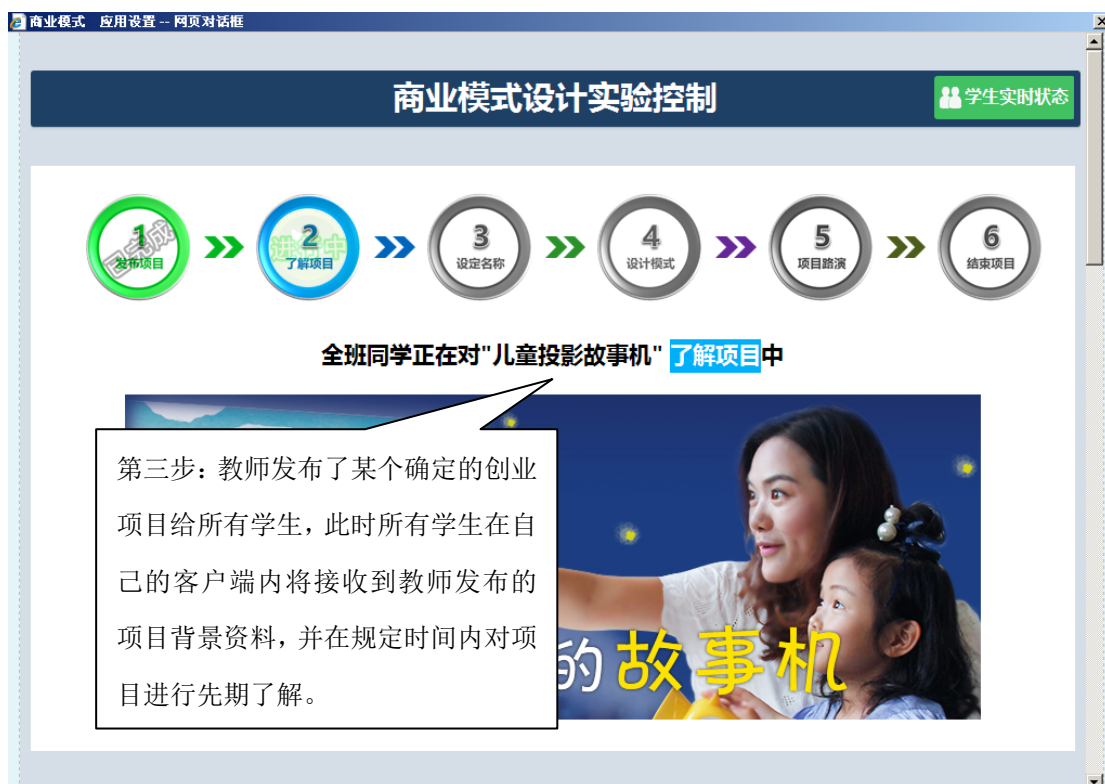 商业模式　应用设置 -- 网页对话框
商业模式设计实验控制
学生实时状态
1
发布项目
已完成
2
了解项目
进行中
3
设定名称
4
设计模式
5
项目路演
6
结束项目
全班同学正在对"儿童投影故事机" 了解项目中
第三步：教师发布了某个确定的创业
项目给所有学生，此时所有学生在自
己的客户端内将接收到教师发布的
项目背景资料，并在规定时间内对项
目进行先期了解。
的故事机